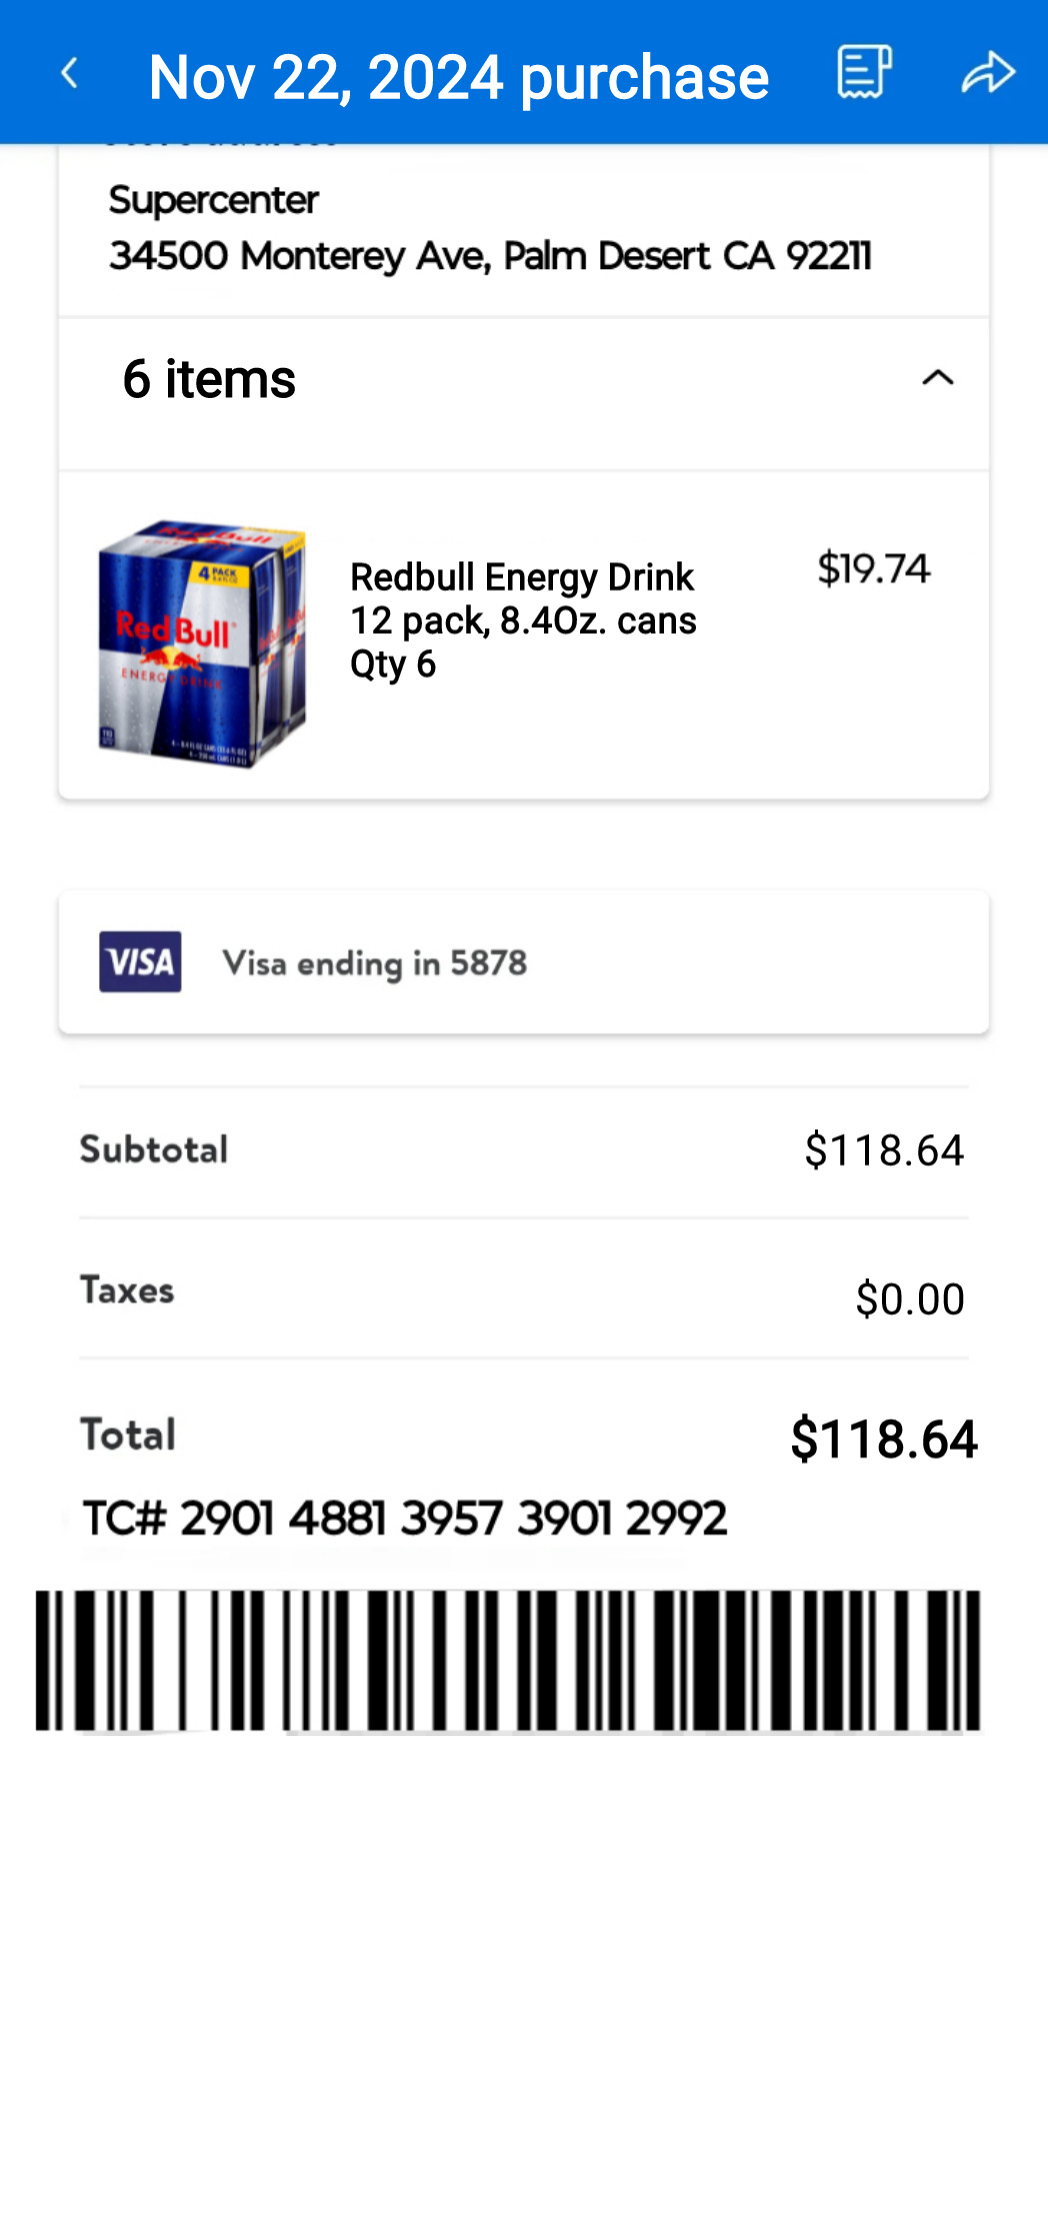 Nov 22, 2024 purchase
Supercenter
34500 Monterey Ave, Palm Desert CA 92211
6 items
4 PACK
Red Bull
ENERGY DRINK
Redbull Energy Drink
12 pack, 8.4Oz. cans
Qty 6
$19.74
VISA
Visa ending in 5878
Subtotal
$118.64
Taxes
$0.00
Total
$118.64
TC# 2901 4881 3957 3901 2992